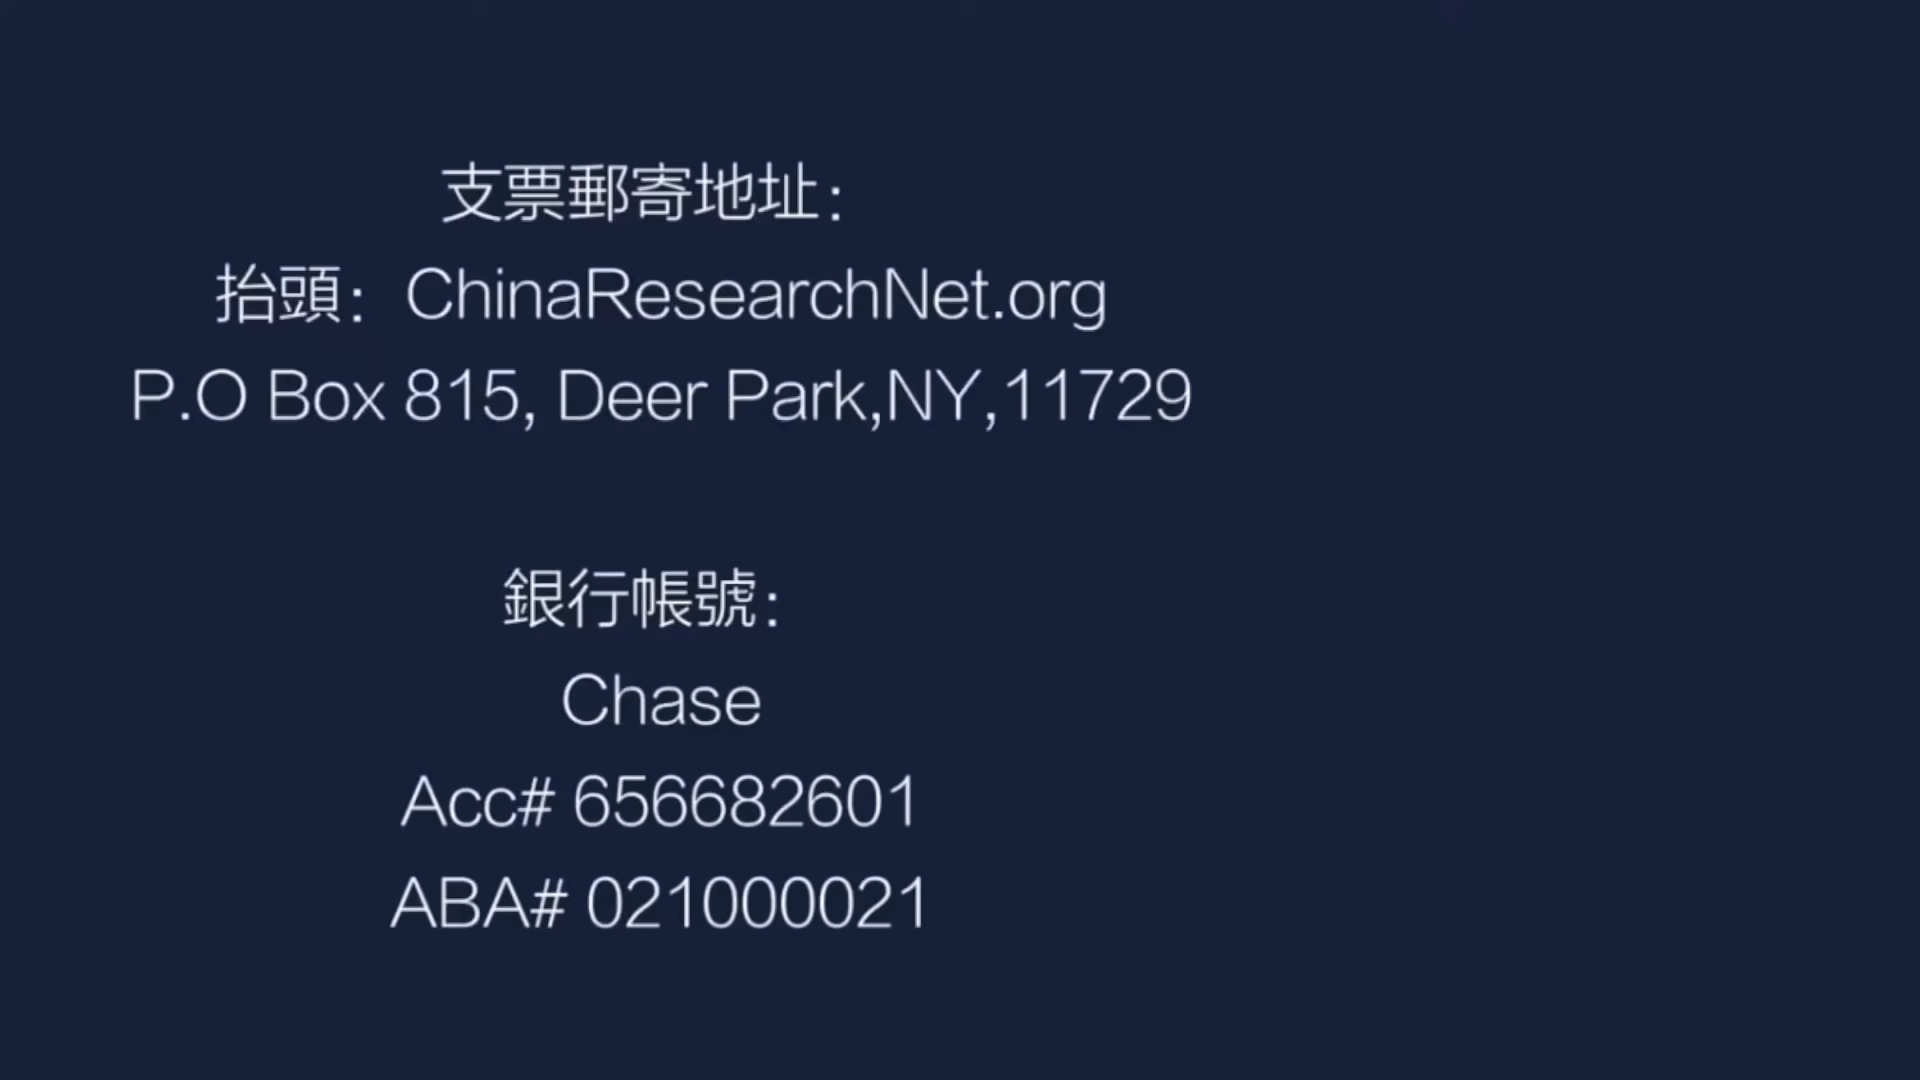 支票郵寄地址:
抬頭: ChinaResearchNet.org
P.O Box 815, Deer Park,NY,11729
銀行帳號:
Chase
Acc# 656682601
ABA# 021000021